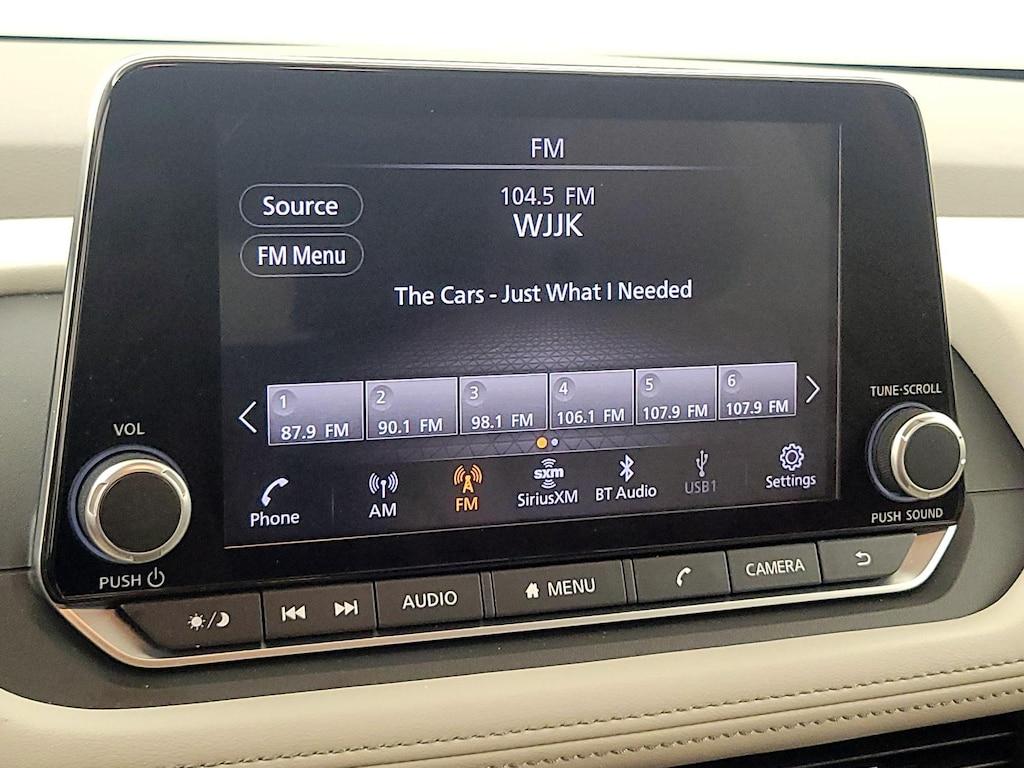 FM
104.5 FM
WJJK
Source
FM Menu
The Cars - Just What I Needed
1
87.9 FM
2
90.1 FM
3
98.1 FM
4
106.1 FM
5
107.9 FM
6
107.9 FM
VOL
PUSH
TUNE·SCROLL
PUSH SOUND
Phone
AM
FM
sxm
SiriusXM
BT Audio
USB1
Settings
AUDIO
MENU
CAMERA